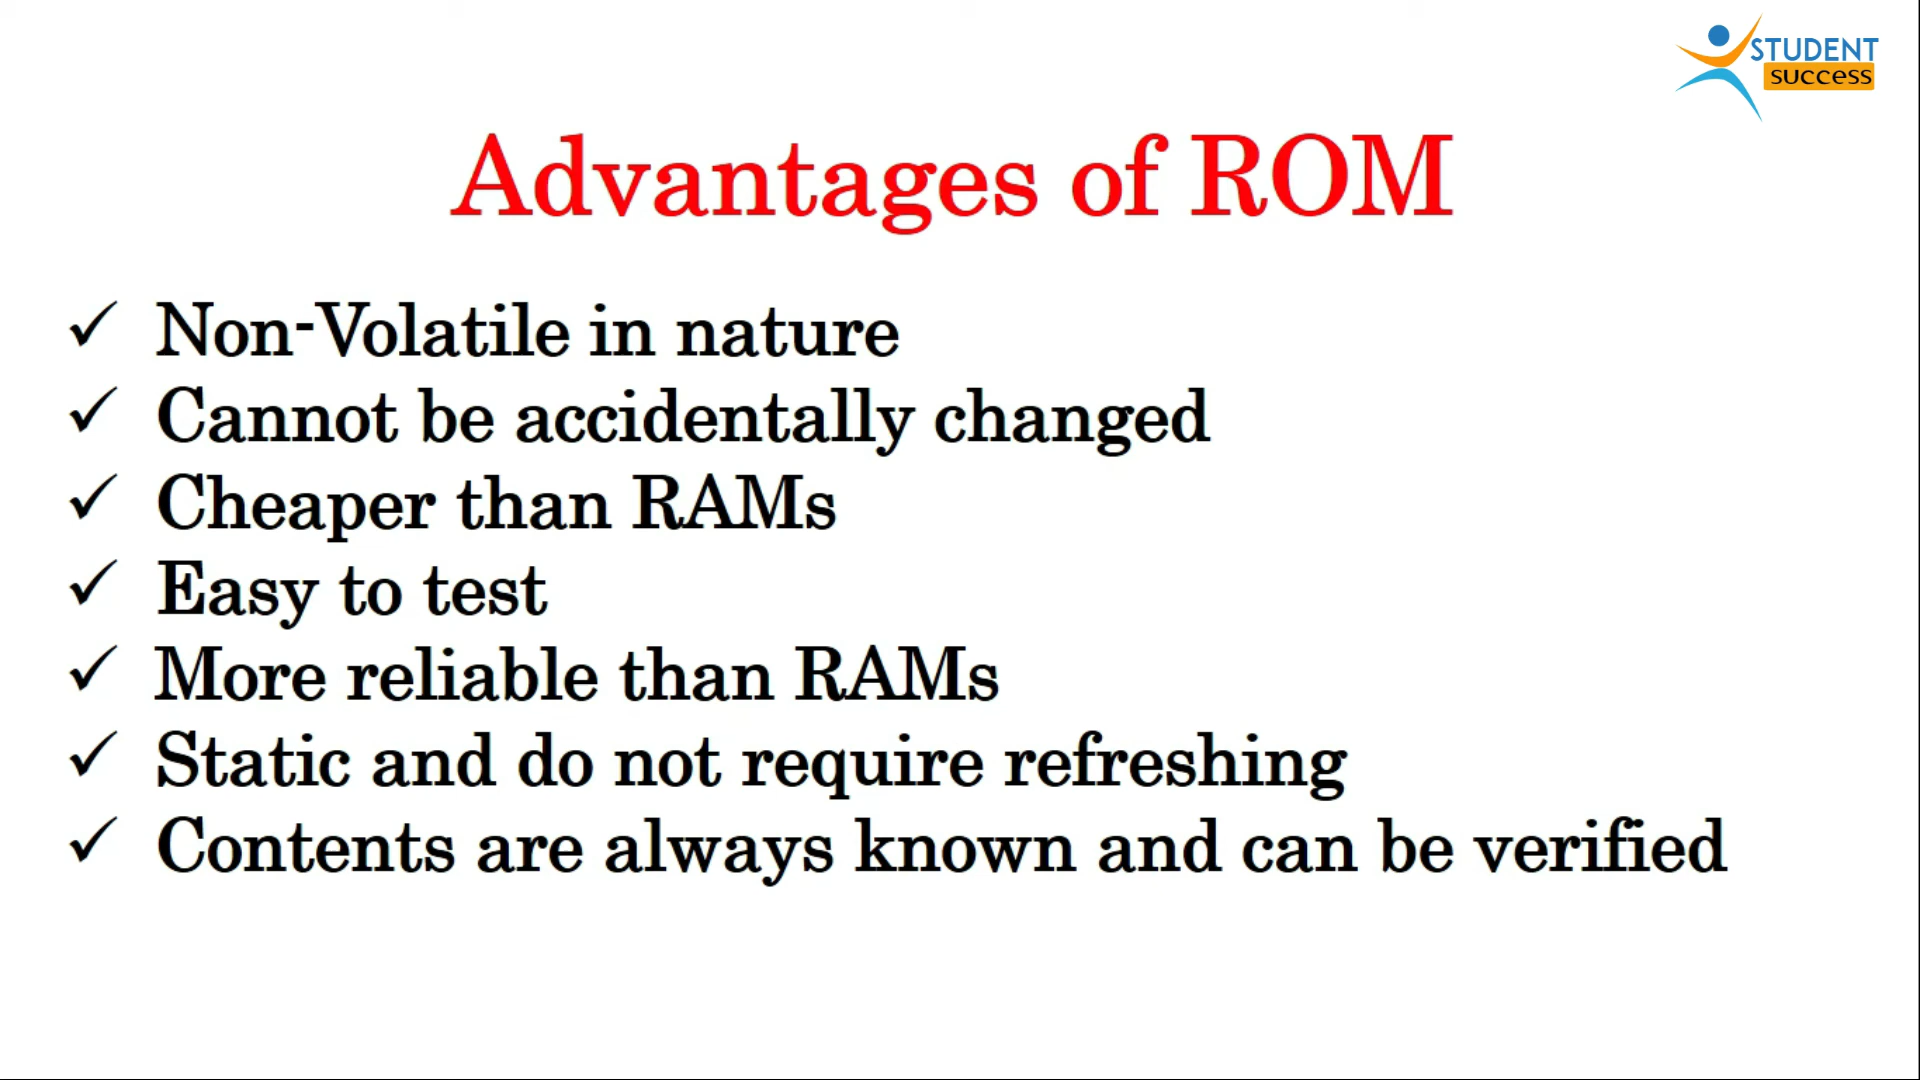 STUDENT
success
Advantages of ROM
✓ Non-Volatile in nature
✓ Cannot be accidentally changed
✓ Cheaper than RAMs
✓ Easy to test
✓ More reliable than RAMs
✓ Static and do not require refreshing
✓ Contents are always known and can be verified